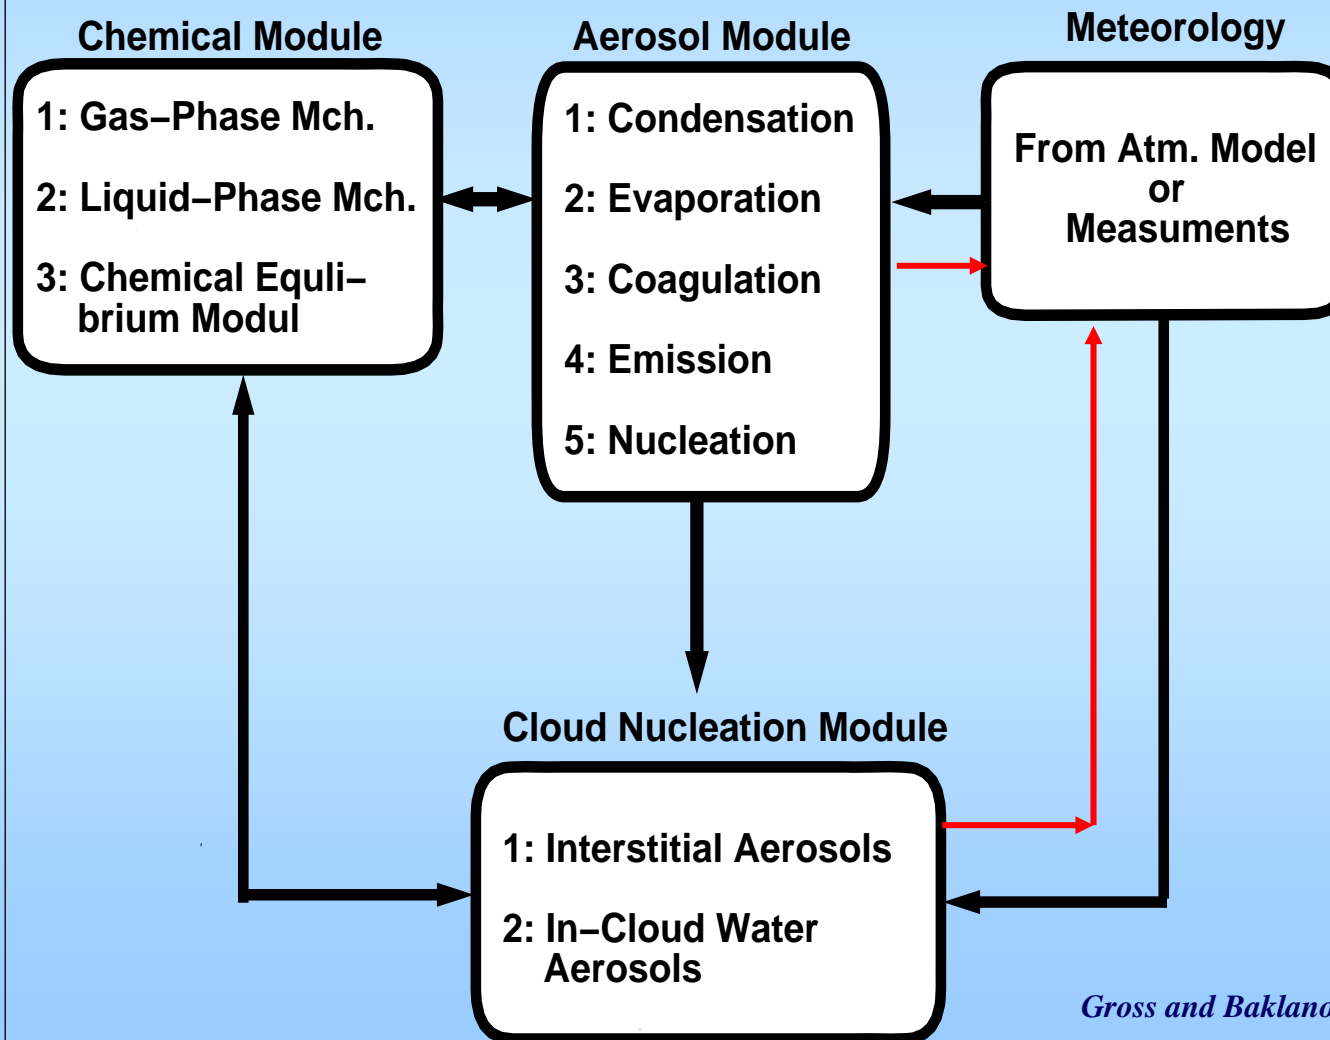 Chemical Module
1: Gas–Phase Mch.
2: Liquid–Phase Mch.
3: Chemical Equli–
brium Modul
Aerosol Module
1: Condensation
2: Evaporation
3: Coagulation
4: Emission
5: Nucleation
Meteorology
From Atm. Model
or
Measuments
Cloud Nucleation Module
1: Interstitial Aerosols
2: In–Cloud Water
Aerosols
Gross and Baklano